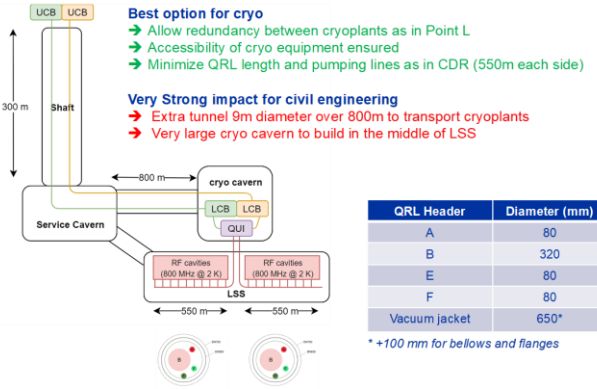 UCB
UCB
Best option for cryo
➔ Allow redundancy between cryoplants as in Point L
➔ Accessibility of cryo equipment ensured
➔ Minimize QRL length and pumping lines as in CDR (550m each side)
300 m
Shaft
Very Strong impact for civil engineering
➔ Extra tunnel 9m diameter over 800m to transport cryoplants
➔ Very large cryo cavern to build in the middle of LSS
800 m
cryo cavern
LCB
LCB
QUI
Service Cavern
RF cavities
(800 MHz @ 2 K)
RF cavities
(800 MHz @ 2 K)
LSS
550 m
550 m
QRL Header Diameter (mm)
A 80
B 320
E 80
F 80
Vacuum jacket 650*
* +100 mm for bellows and flanges
B
B